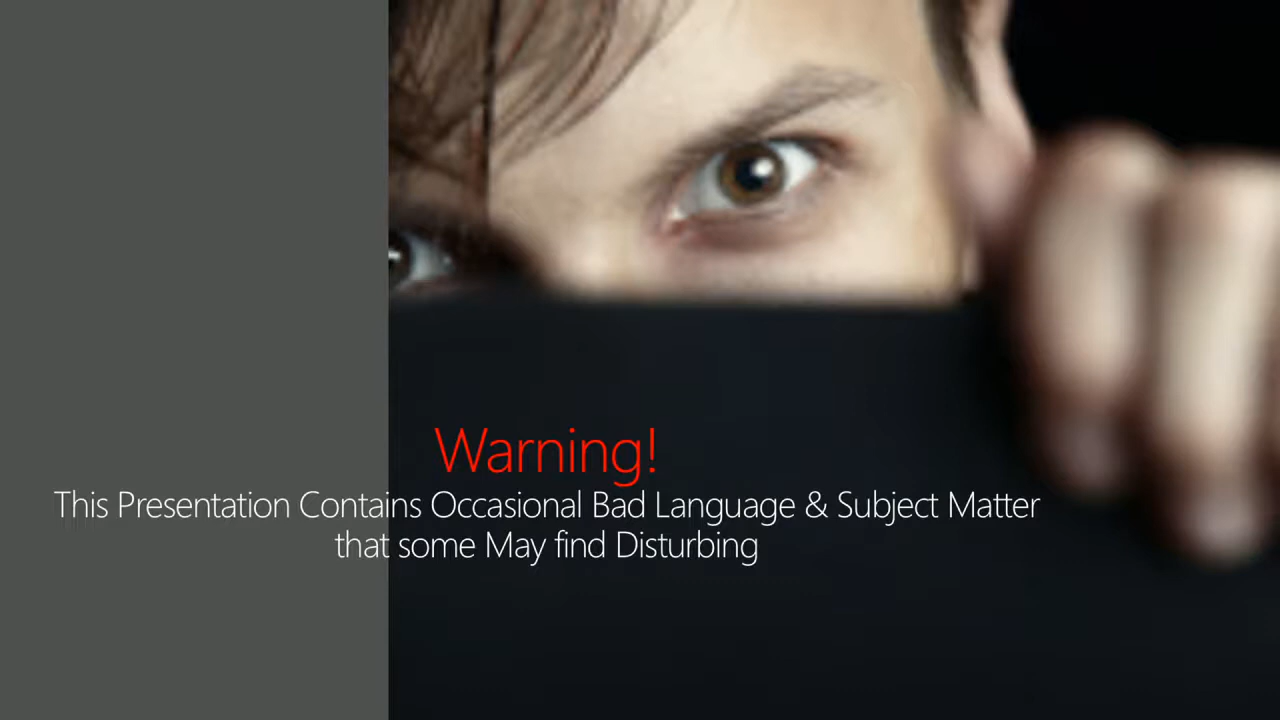 Warning!
This Presentation Contains Occasional Bad Language & Subject Matter
that some May find Disturbing